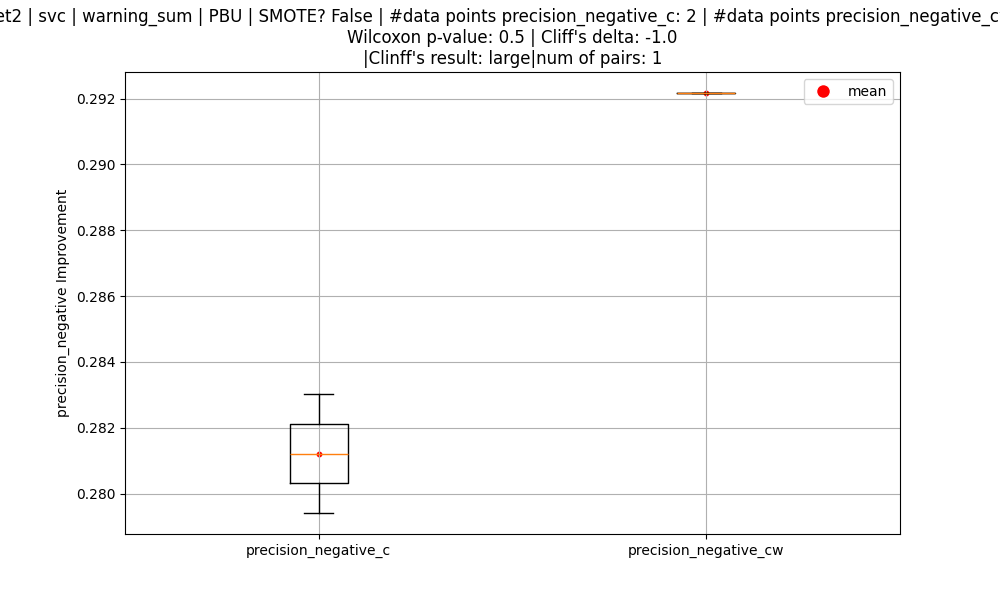 et2 | svc | warning_sum | PBU | SMOTE? False | #data points precision_negative_c: 2 | #data points precision_negative_c
Wilcoxon p-value: 0.5 | Cliff's delta: -1.0
|Clinff's result: large|num of pairs: 1
mean
0.292
0.290
0.288
0.286
0.284
0.282
0.280
precision_negative Improvement
precision_negative_c
precision_negative_cw